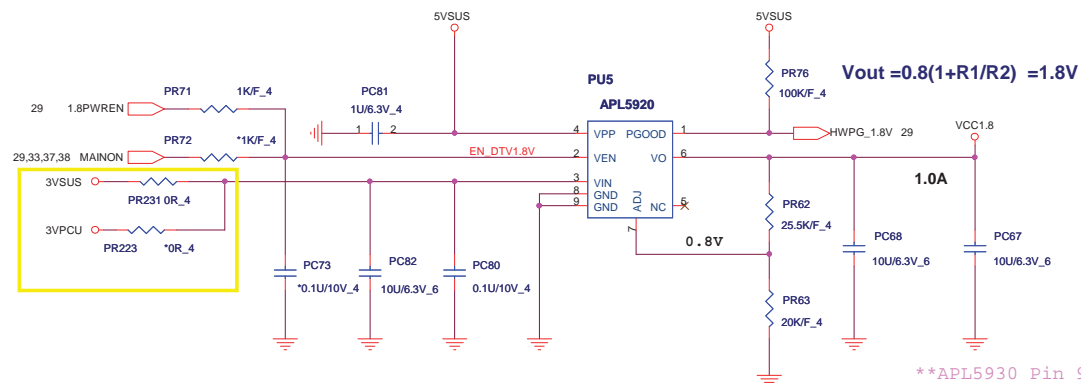 5VSUS
5VSUS
Vout =0.8(1+R1/R2) =1.8V
PU5
APL5920
PR76
100K/F_4
PC81
1U/6.3V_4
1
2
29
1.8PWREN
PR71
1K/F_4
4
VPP
PGOOD
1
HWPG_1.8V
29
VCC1.8
29,33,37,38
MAINON
PR72
*1K/F_4
EN_DTV1.8V
2
VEN
VO
6
1.0A
3VSUS
PR231
0R_4
3
VIN
8
GND
9
GND
ADJ
NC
5
7
3VPCU
PR223
*0R_4
0.8V
PR62
25.5K/F_4
PC73
*0.1U/10V_4
PC82
10U/6.3V_6
PC80
0.1U/10V_4
PC68
10U/6.3V_6
PC67
10U/6.3V_6
PR63
20K/F_4
**APL5930 Pin 9